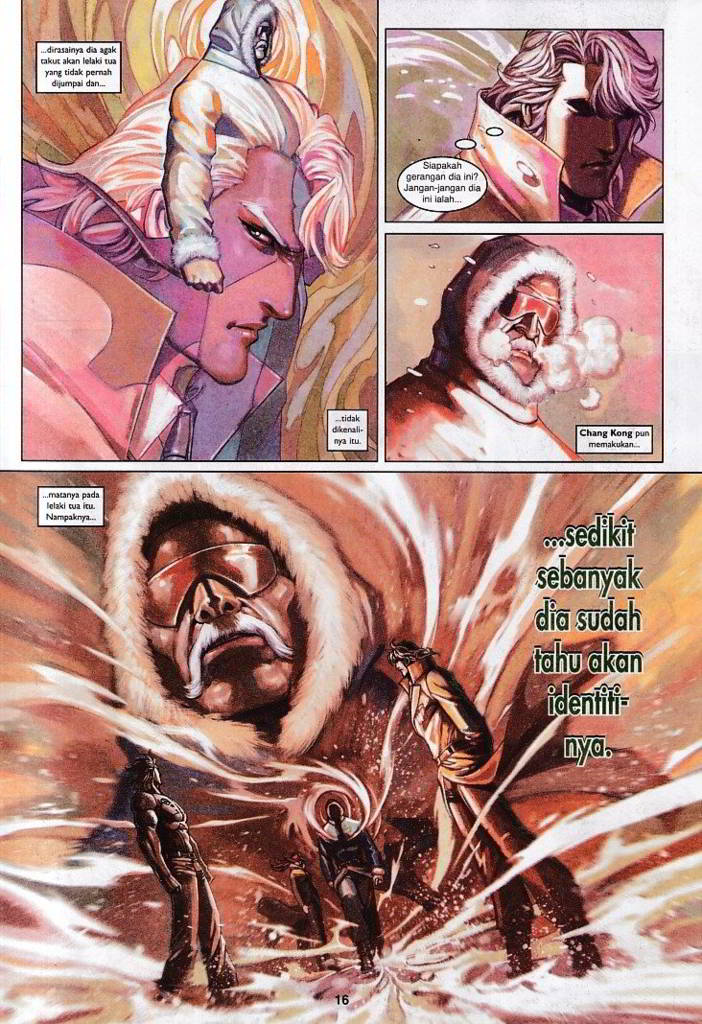 ...dirasainya dia agak
takut akan lelaki tua
yang tidak pernah
dijumpai dan...
...tidak
dikenali-
nya itu.
Siapakah
gerangan dia ini?
Jangan-jangan dia
ini ialah...
Chang Kong pun
memakukan...
...matanya pada
lelaki tua itu.
Nampaknya...
...sedikit
sebanyak
dia sudah
tahu akan
identiti-
nya.
16